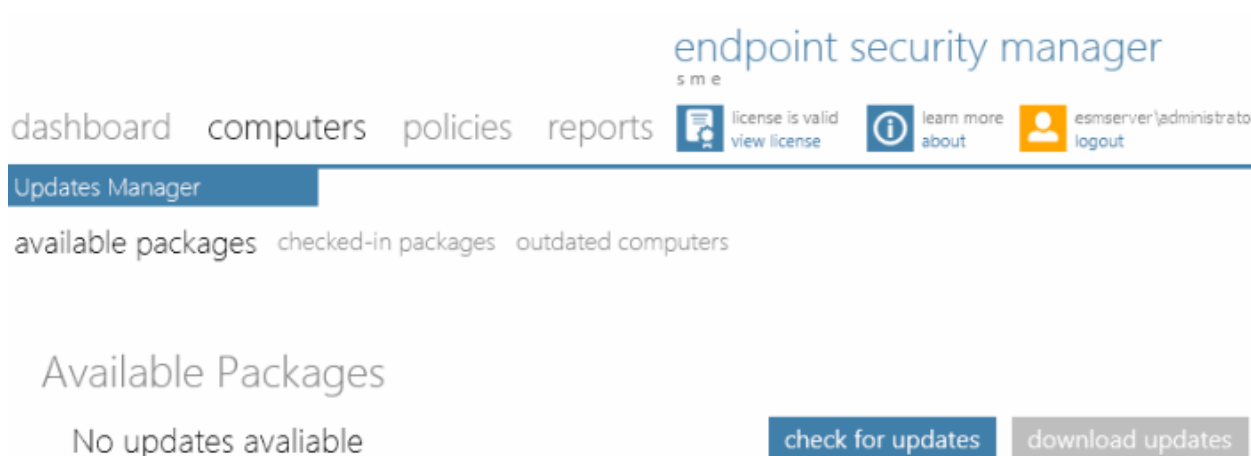 endpoint security manager
sme
dashboard computers policies reports
license is valid
view license
learn more
about
esmserver\administrato
logout
Updates Manager
available packages checked-in packages outdated computers
Available Packages
No updates avaliable check for updates download updates